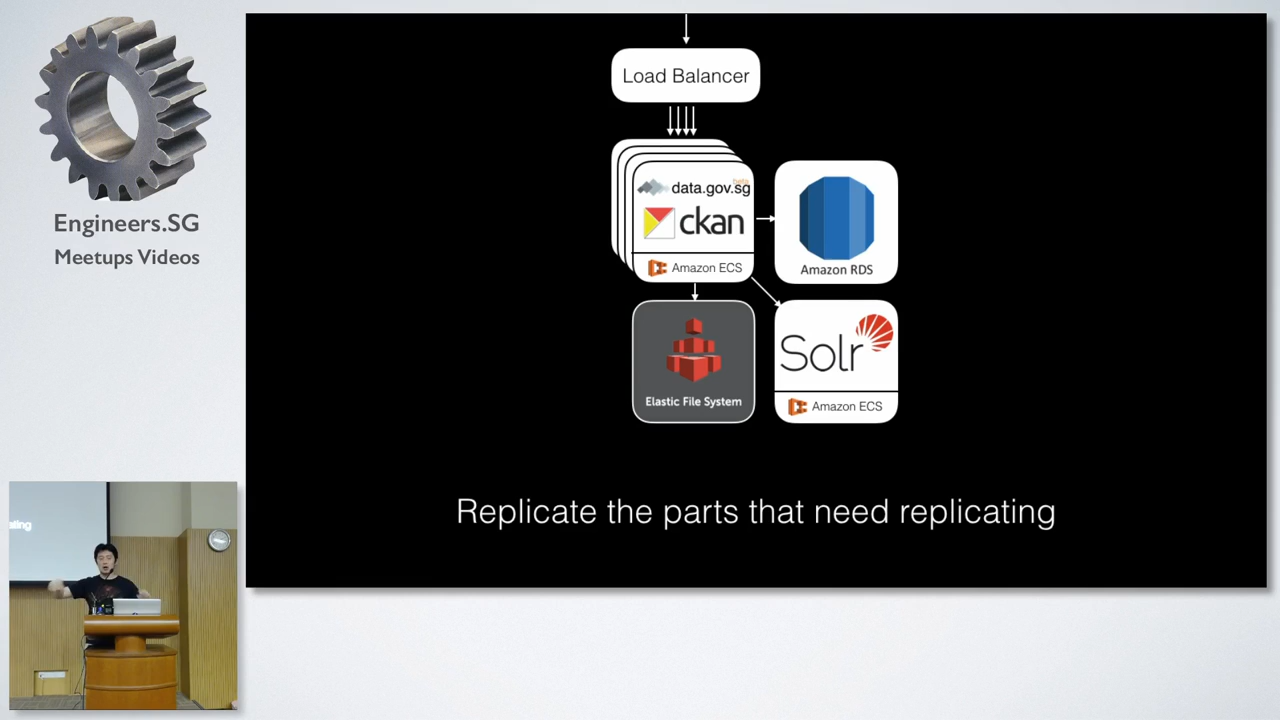 Engineers.SG
Meetups Videos
Load Balancer
beta
data.gov.sg
ckan
Amazon ECS
Amazon RDS
Elastic File System
Solr
Amazon ECS
Replicate the parts that need replicating
ating